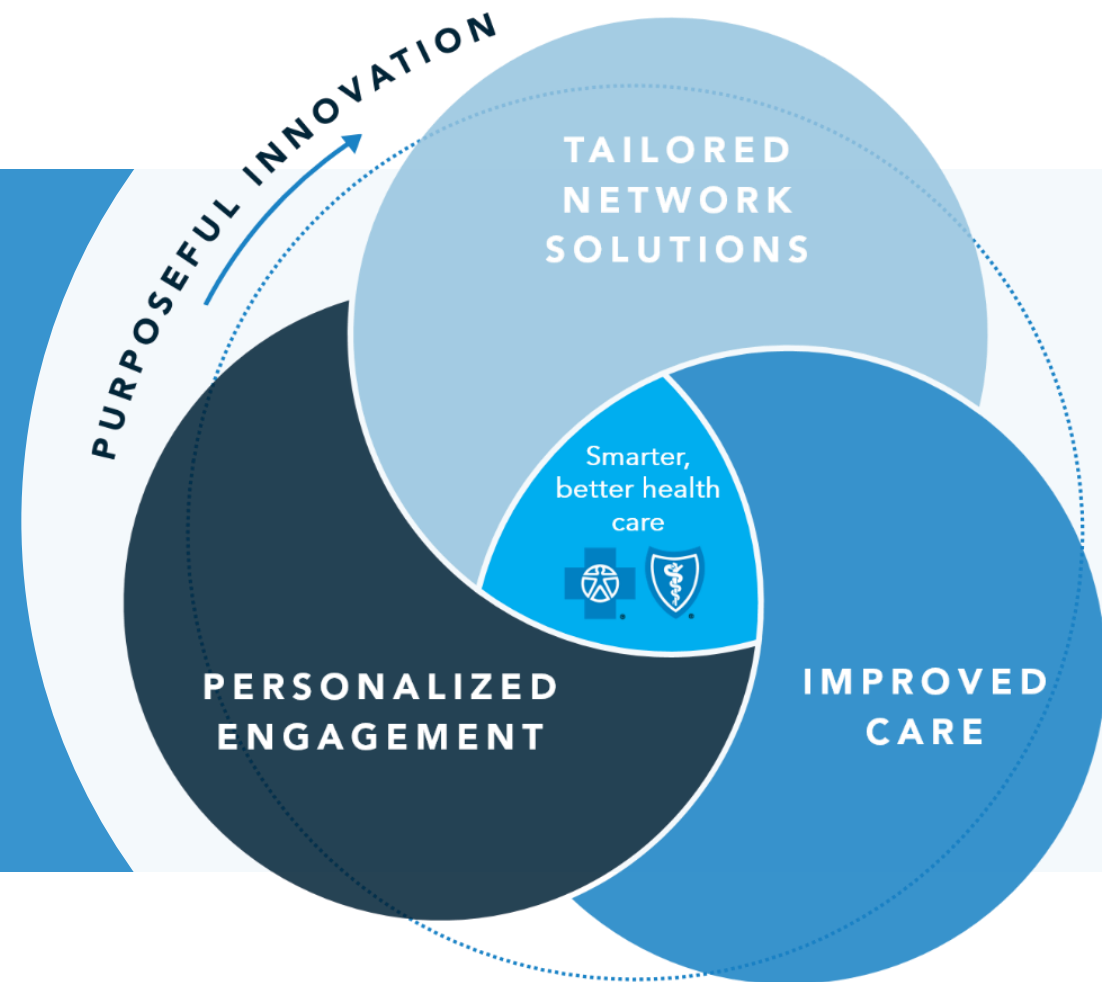 PURPOSEFUL INNOVATION
TAILORED
NETWORK
SOLUTIONS
Smarter,
better health
care
PERSONALIZED
ENGAGEMENT
IMPROVED
CARE